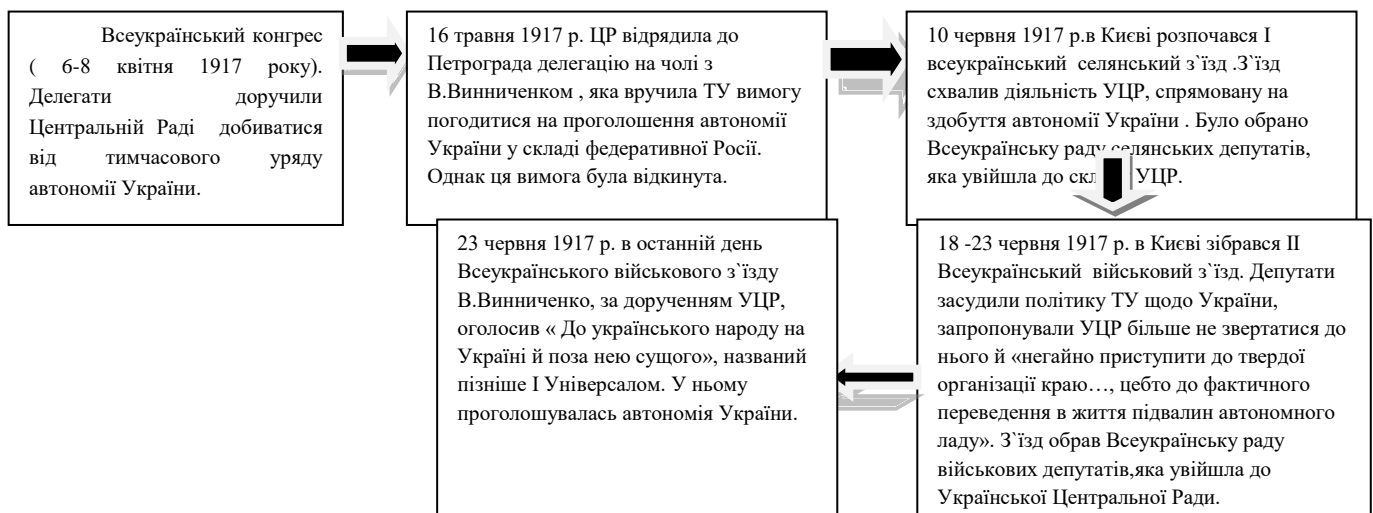 Всеукраїнський конгрес
( 6-8 квітня 1917 року).
Делегати доручили
Центральній Раді добиватися
від тимчасового уряду
автономії України.
16 травня 1917 р. ЦР відрядила до
Петрограда делегацію на чолі з
В.Винниченком , яка вручила ТУ вимогу
погодитися на проголошення автономії
України у складі федеративної Росії.
Однак ця вимога була відкинута.
10 червня 1917 р.в Києві розпочався І
всеукраїнський селянський з`їзд .З`їзд
схвалив діяльність УЦР, спрямовану на
здобуття автономії України . Було обрано
Всеукраїнську раду селянських депутатів,
яка увійшла до УЦР.
18 -23 червня 1917 р. в Києві зібрався ІІ
Всеукраїнський військовий з`їзд. Депутати
засудили політику ТУ щодо України,
запропонували УЦР більше не звертатися до
нього й «негайно приступити до твердої
організації краю…, цебто до фактичного
переведення в життя підвалин автономного
ладу». З`їзд обрав Всеукраїнську раду
військових депутатів,яка увійшла до
Української Центральної Ради.
23 червня 1917 р. в останній день
Всеукраїнського військового з`їзду
В.Винниченко, за дорученням УЦР,
оголосив « До українського народу на
Україні й поза нею сущого», названий
пізніше І Універсалом. У ньому
проголошувалась автономія України.